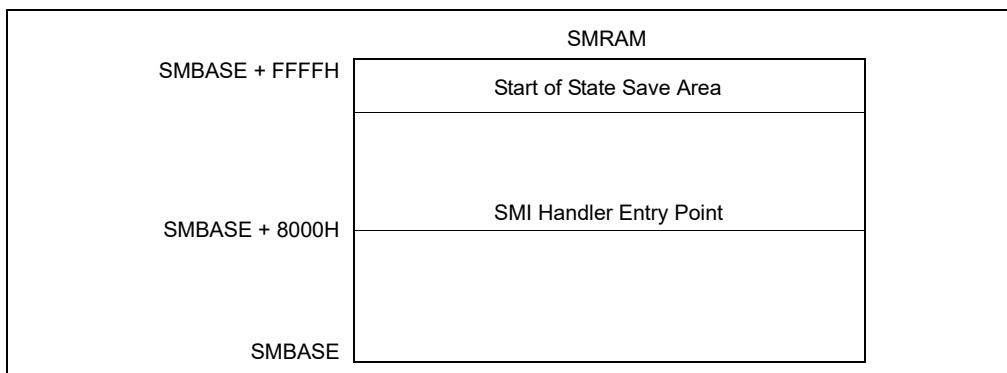 SMRAM
SMBASE + FFFFH
Start of State Save Area
SMI Handler Entry Point
SMBASE + 8000H
SMBASE